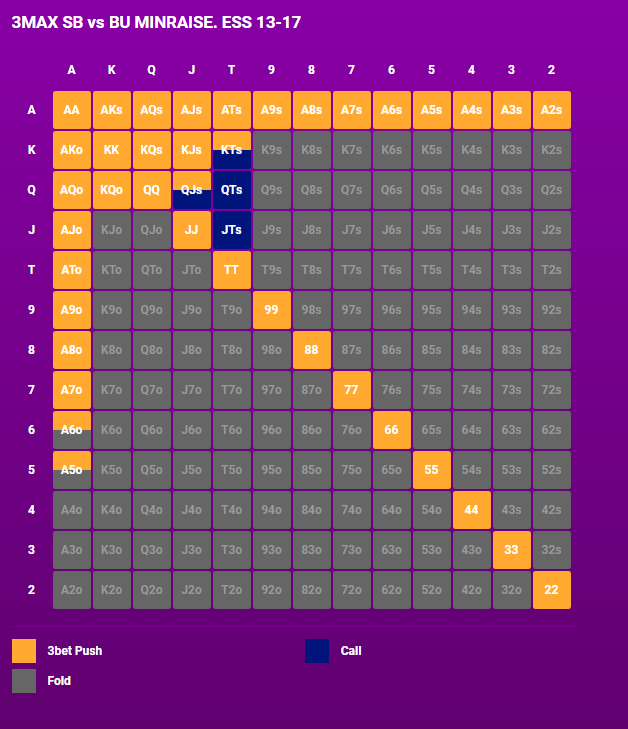 3MAX SB vs BU MINRAISE. ESS 13-17
A K Q J T 9 8 7 6 5 4 3 2
A AA AKs AQs AJs ATs A9s A8s A7s A6s A5s A4s A3s A2s
K AKo KK KQs KJs KTs K9s K8s K7s K6s K5s K4s K3s K2s
Q AQo KQo QQ QJs QTs Q9s Q8s Q7s Q6s Q5s Q4s Q3s Q2s
J AJo KJo QJo JJ JTs J9s J8s J7s J6s J5s J4s J3s J2s
T ATo KTo QTo JTo TT T9s T8s T7s T6s T5s T4s T3s T2s
9 A9o K9o Q9o J9o T9o 99 98s 97s 96s 95s 94s 93s 92s
8 A8o K8o Q8o J8o T8o 98o 88 87s 86s 85s 84s 83s 82s
7 A7o K7o Q7o J7o T7o 97o 87o 77 76s 75s 74s 73s 72s
6 A6o K6o Q6o J6o T6o 96o 86o 76o 66 65s 64s 63s 62s
5 A5o K5o Q5o J5o T5o 95o 85o 75o 65o 55 54s 53s 52s
4 A4o K4o Q4o J4o T4o 94o 84o 74o 64o 54o 44 43s 42s
3 A3o K3o Q3o J3o T3o 93o 83o 73o 63o 53o 43o 33 32s
2 A2o K2o Q2o J2o T2o 92o 82o 72o 62o 52o 42o 32o 22
3bet Push Call
Fold